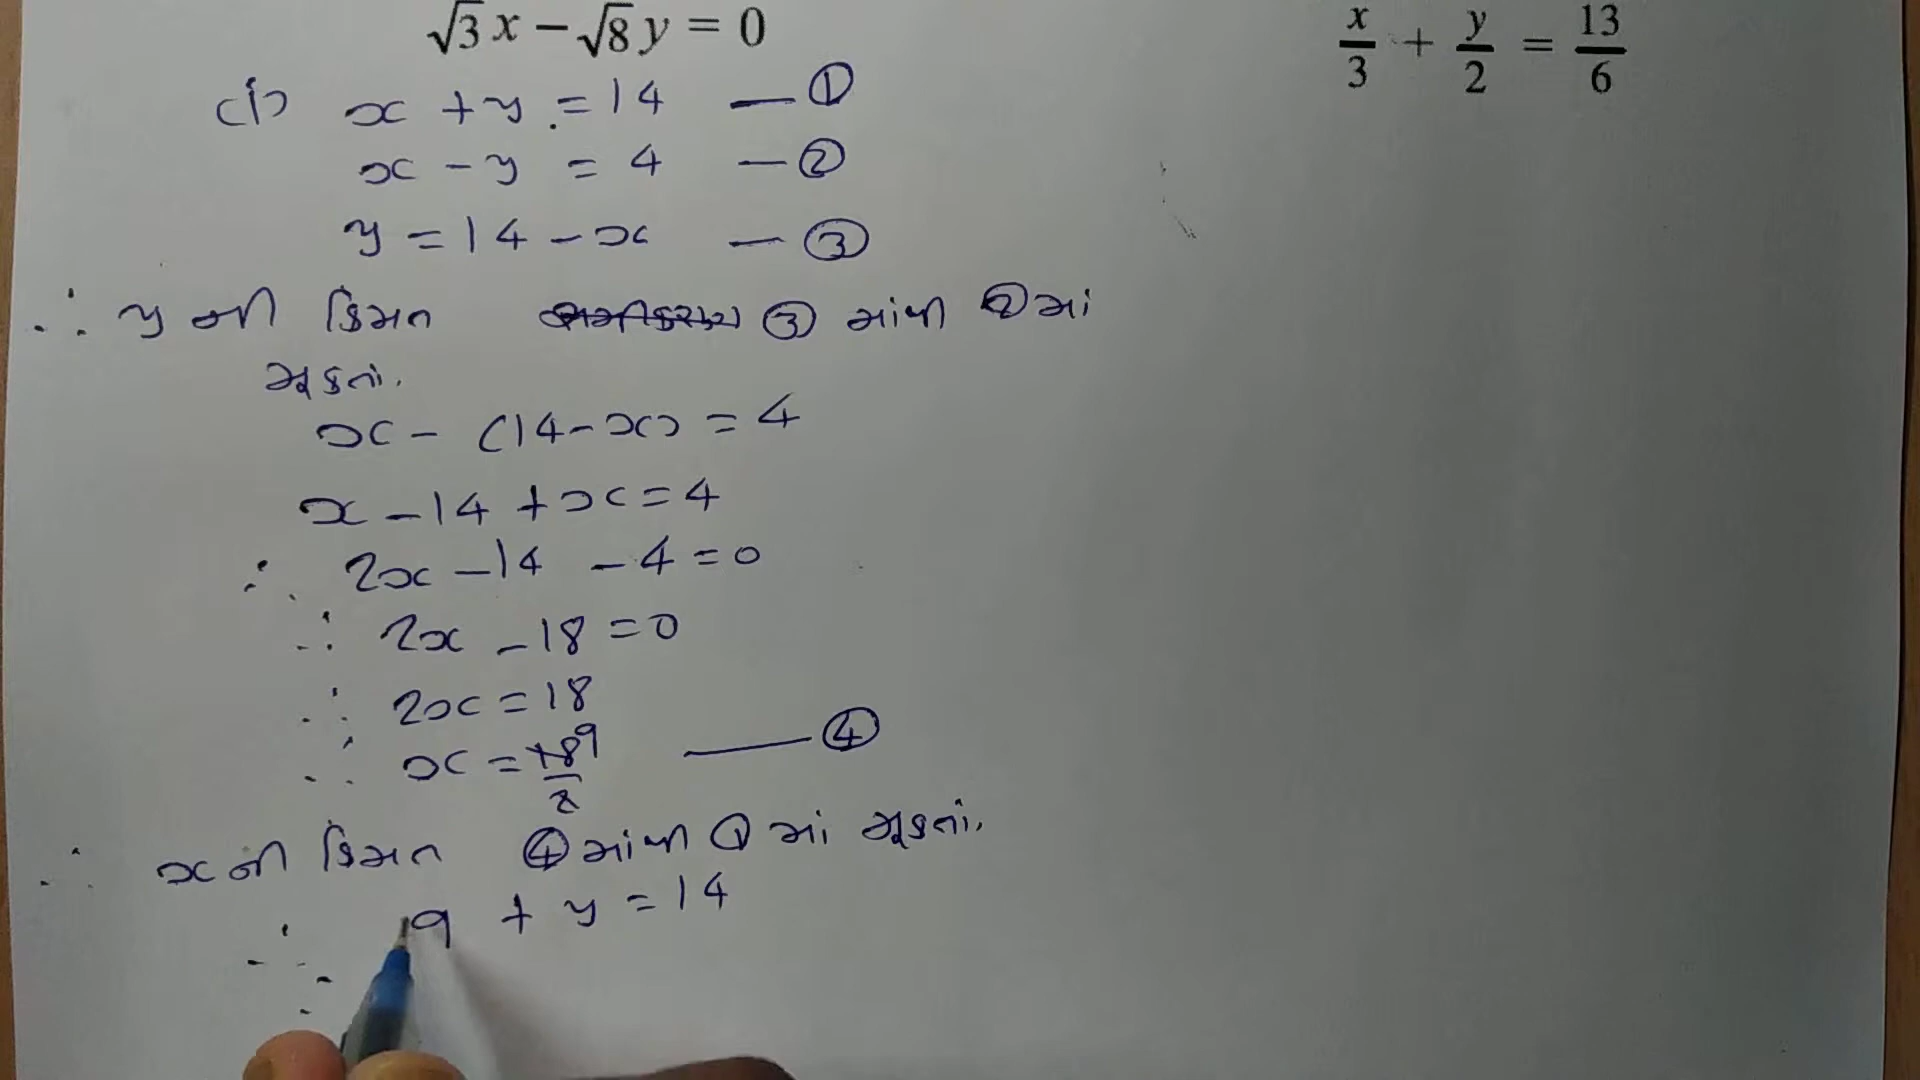 √3 x − √8 y = 0
x/3 + y/2 = 13/6
(i) x + y = 14 — ①
x − y = 4 — ②
y = 14 − x — ③
∴ y ની કિંમત ③ માંથી ② માં
મૂકતાં.
x − (14 − x) = 4
x − 14 + x = 4
∴ 2x − 14 − 4 = 0
∴ 2x − 18 = 0
∴ 2x = 18
∴ x = 18/2 9 — ④
∴ x ની કિંમત ④ માંથી ① માં મૂકતાં.
∴ 9 + y = 14
∴